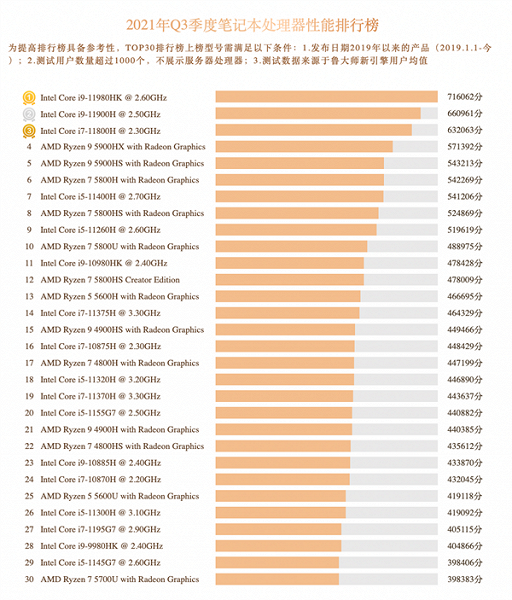 2021年Q3季度笔记本处理器性能排行榜
为提高排行榜具备参考性，TOP30排行榜上榜型号需满足以下条件：1.发布日期2019年以来的产品（2019.1.1-今
）；2.测试用户数量超过1000个，不展示服务器处理器；3.测试数据来源于鲁大师新引擎用户均值
1 Intel Core i9-11980HK @ 2.60GHz 716062分
2 Intel Core i9-11900H @ 2.50GHz 660961分
3 Intel Core i7-11800H @ 2.30GHz 632063分
4 AMD Ryzen 9 5900HX with Radeon Graphics 571392分
5 AMD Ryzen 9 5900HS with Radeon Graphics 543213分
6 AMD Ryzen 7 5800H with Radeon Graphics 542269分
7 Intel Core i5-11400H @ 2.70GHz 541206分
8 AMD Ryzen 7 5800HS with Radeon Graphics 524869分
9 Intel Core i5-11260H @ 2.60GHz 519619分
10 AMD Ryzen 7 5800U with Radeon Graphics 488975分
11 Intel Core i9-10980HK @ 2.40GHz 478428分
12 AMD Ryzen 7 5800HS Creator Edition 478009分
13 AMD Ryzen 5 5600H with Radeon Graphics 466695分
14 Intel Core i7-11375H @ 3.30GHz 464329分
15 AMD Ryzen 9 4900HS with Radeon Graphics 449466分
16 Intel Core i7-10875H @ 2.30GHz 448429分
17 AMD Ryzen 7 4800H with Radeon Graphics 447199分
18 Intel Core i5-11320H @ 3.20GHz 446890分
19 Intel Core i7-11370H @ 3.30GHz 443637分
20 Intel Core i5-1155G7 @ 2.50GHz 440882分
21 AMD Ryzen 9 4900H with Radeon Graphics 440385分
22 AMD Ryzen 7 4800HS with Radeon Graphics 435612分
23 Intel Core i9-10885H @ 2.40GHz 433870分
24 Intel Core i7-10870H @ 2.20GHz 432045分
25 AMD Ryzen 5 5600U with Radeon Graphics 419118分
26 Intel Core i5-11300H @ 3.10GHz 419092分
27 Intel Core i7-1195G7 @ 2.90GHz 405115分
28 Intel Core i9-9980HK @ 2.40GHz 404866分
29 Intel Core i5-1145G7 @ 2.60GHz 398406分
30 AMD Ryzen 7 5700U with Radeon Graphics 398383分